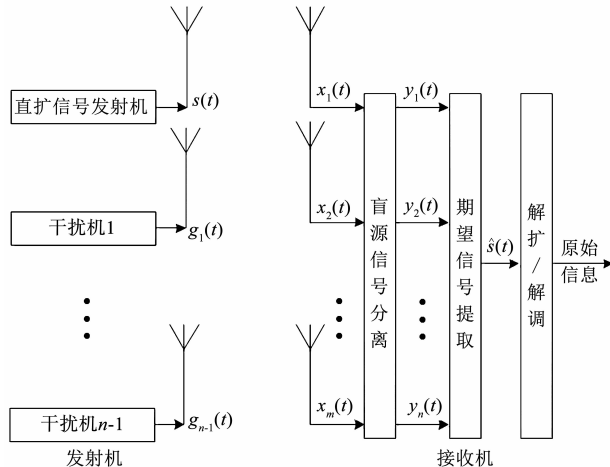 直扩信号发射机
s(t)
x₁(t)
y₁(t)
干扰机1
g₁(t)
x₂(t)
y₂(t)
盲源信号分离
期望信号提取
ŝ(t)
解扩/解调
原始信息
干扰机n-1
gₙ₋₁(t)
xₘ(t)
yₙ(t)
发射机
接收机